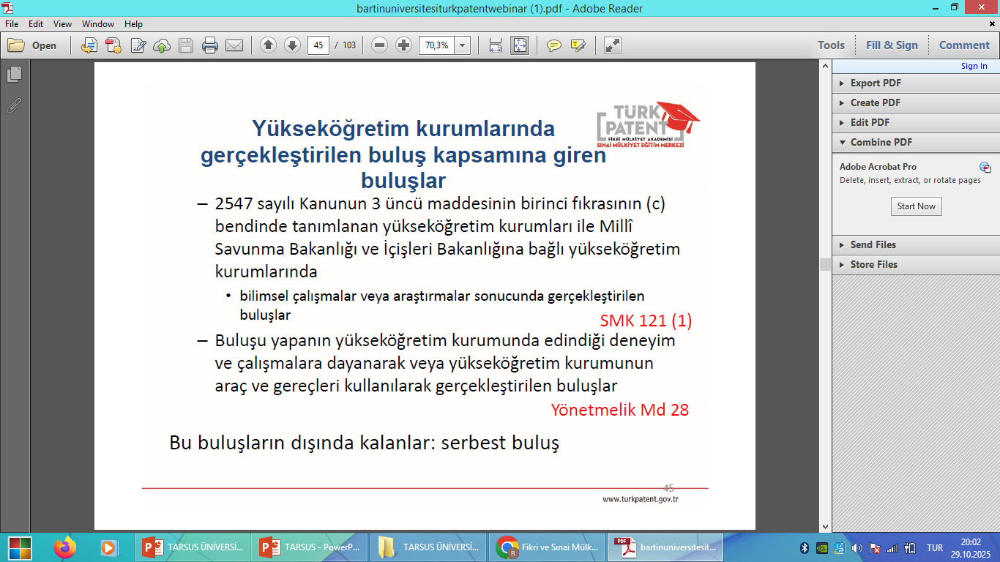 bartinuniversitesiturkpatentwebinar (1).pdf - Adobe Reader
File Edit View Window Help
Open 45 / 103 70,3% Tools Fill & Sign Comment
Sign In
Export PDF
Create PDF
Edit PDF
Combine PDF
Adobe Acrobat Pro
Delete, insert, extract, or rotate pages
Start Now
Send Files
Store Files
TÜRK
PATENT
FİKRİ MÜLKİYET AKADEMİSİ
SINAİ MÜLKİYET EĞİTİM MERKEZİ
Yükseköğretim kurumlarında
gerçekleştirilen buluş kapsamına giren
buluşlar
– 2547 sayılı Kanunun 3 üncü maddesinin birinci fıkrasının (c)
bendinde tanımlanan yükseköğretim kurumları ile Millî
Savunma Bakanlığı ve İçişleri Bakanlığına bağlı yükseköğretim
kurumlarında
• bilimsel çalışmalar veya araştırmalar sonucunda gerçekleştirilen
buluşlar
SMK 121 (1)
– Buluşu yapanın yükseköğretim kurumunda edindiği deneyim
ve çalışmalara dayanarak veya yükseköğretim kurumunun
araç ve gereçleri kullanılarak gerçekleştirilen buluşlar
Yönetmelik Md 28
Bu buluşların dışında kalanlar: serbest buluş
45
www.turkpatent.gov.tr
TARSUS ÜNİVERSİ... TARSUS - PowerP... TARSUS ÜNİVERSİ... Fikri ve Sınai Mülk... bartinuniversitesit... TUR 20:02
29.10.2025